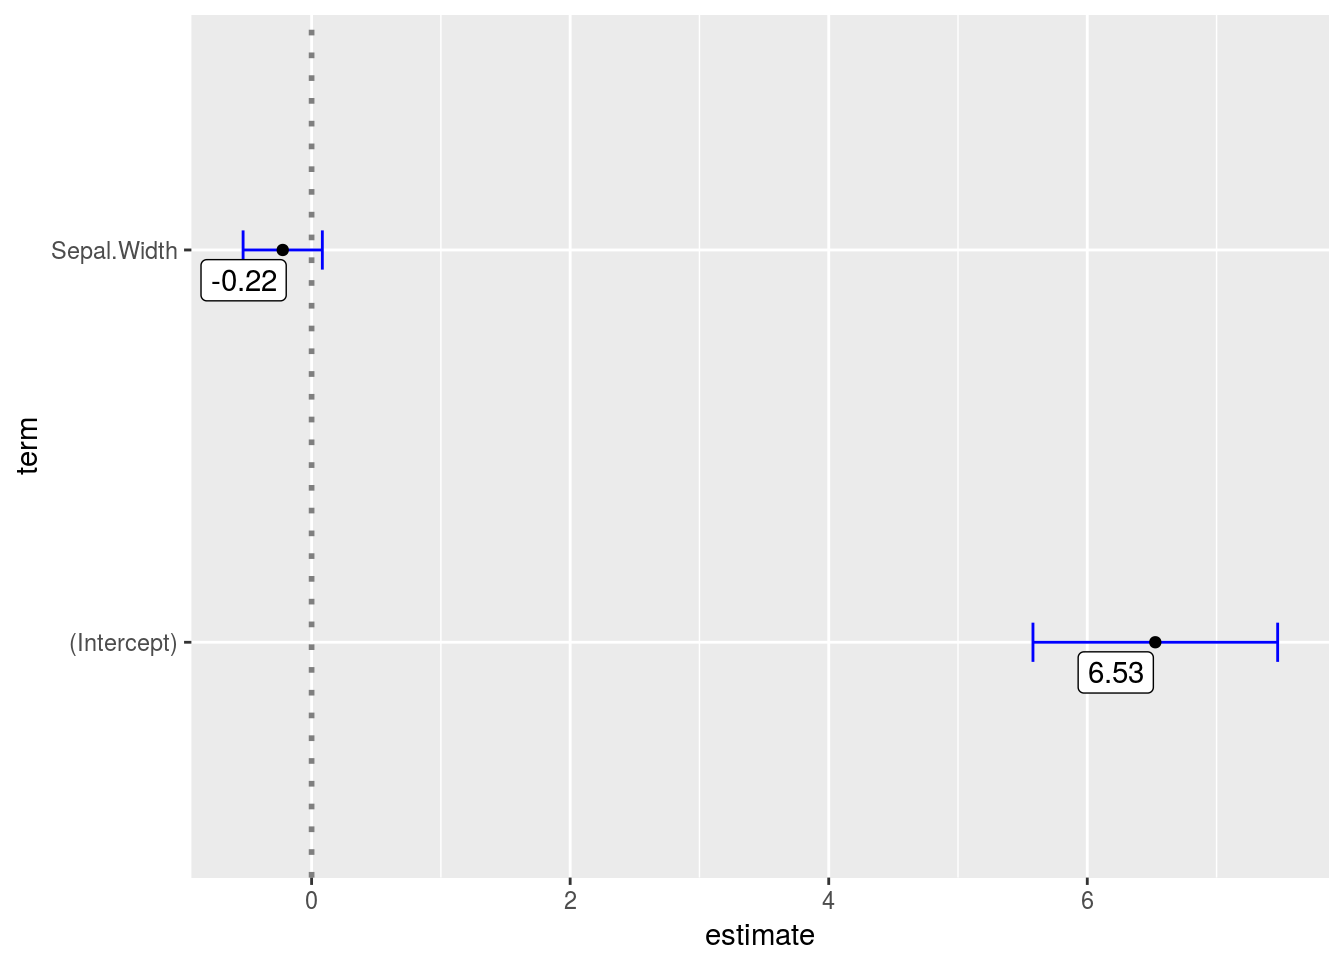 term
Sepal.Width
-0.22
(Intercept)
6.53
0 2 4 6
estimate